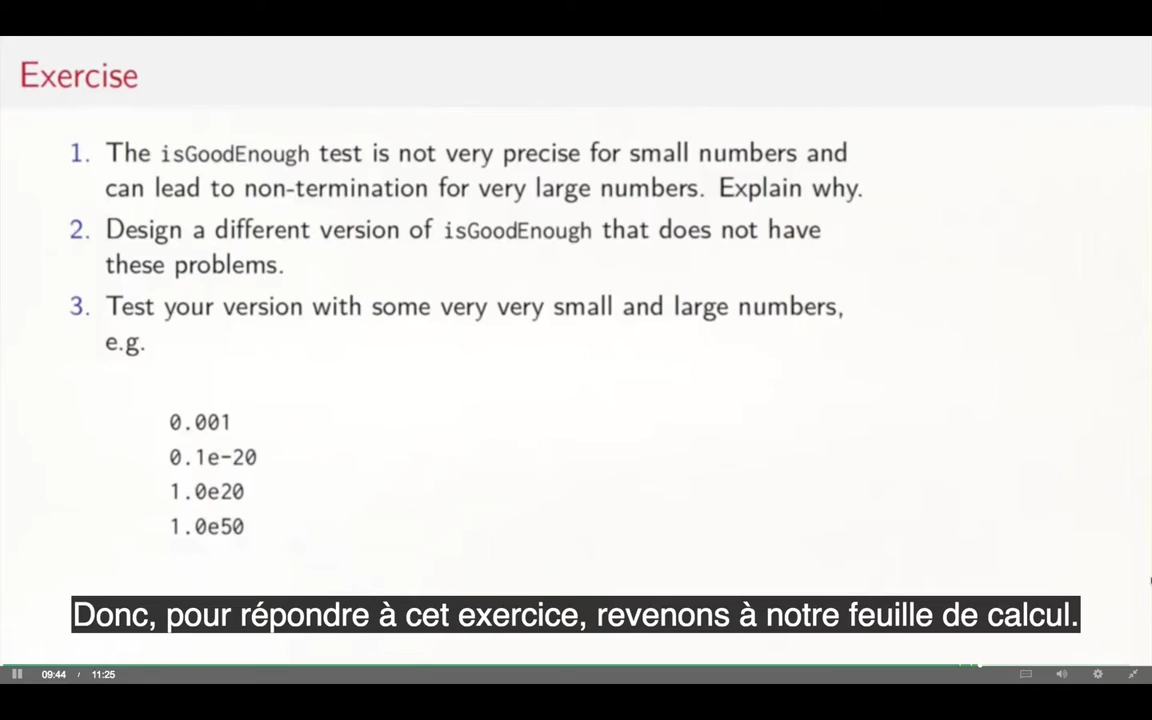 Exercise
1. The isGoodEnough test is not very precise for small numbers and
can lead to non-termination for very large numbers. Explain why.
2. Design a different version of isGoodEnough that does not have
these problems.
3. Test your version with some very very small and large numbers,
e.g.
0.001
0.1e-20
1.0e20
1.0e50
Donc, pour répondre à cet exercice, revenons à notre feuille de calcul.
09:44 / 11:25